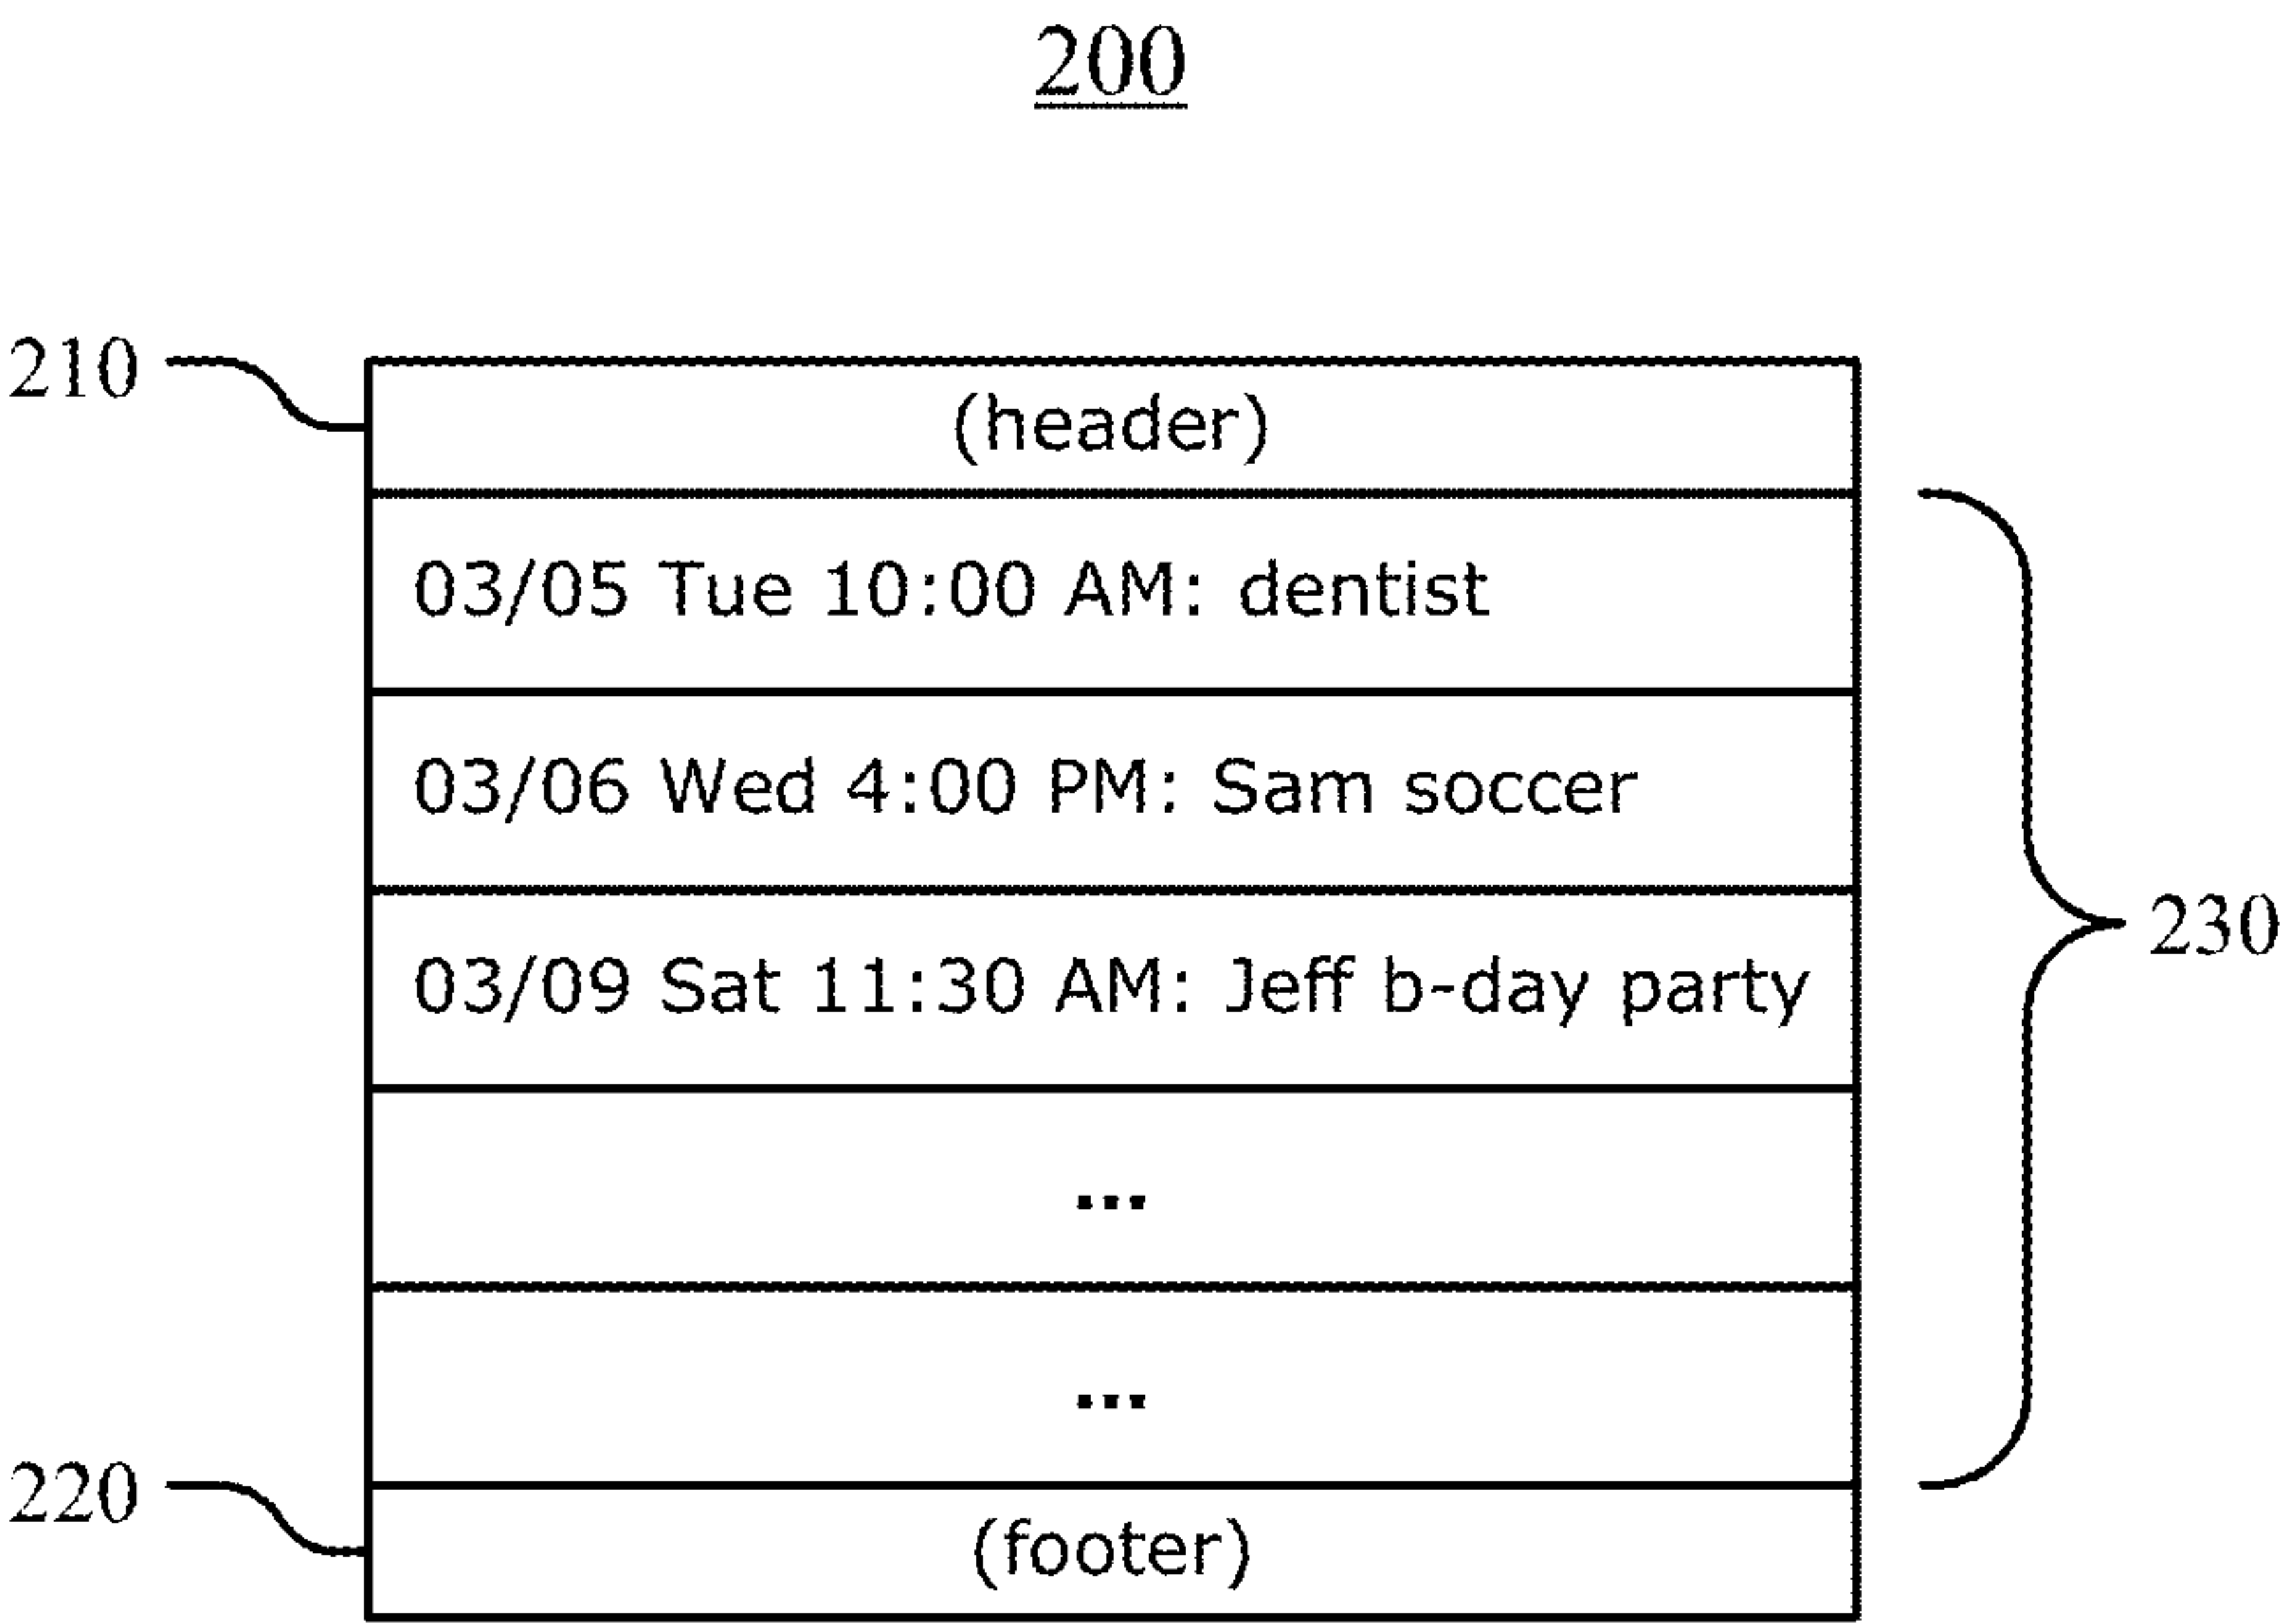 200
210
(header)
03/05 Tue 10:00 AM: dentist
03/06 Wed 4:00 PM: Sam soccer
230
03/09 Sat 11:30 AM: Jeff b-day party
...
...
220
(footer)